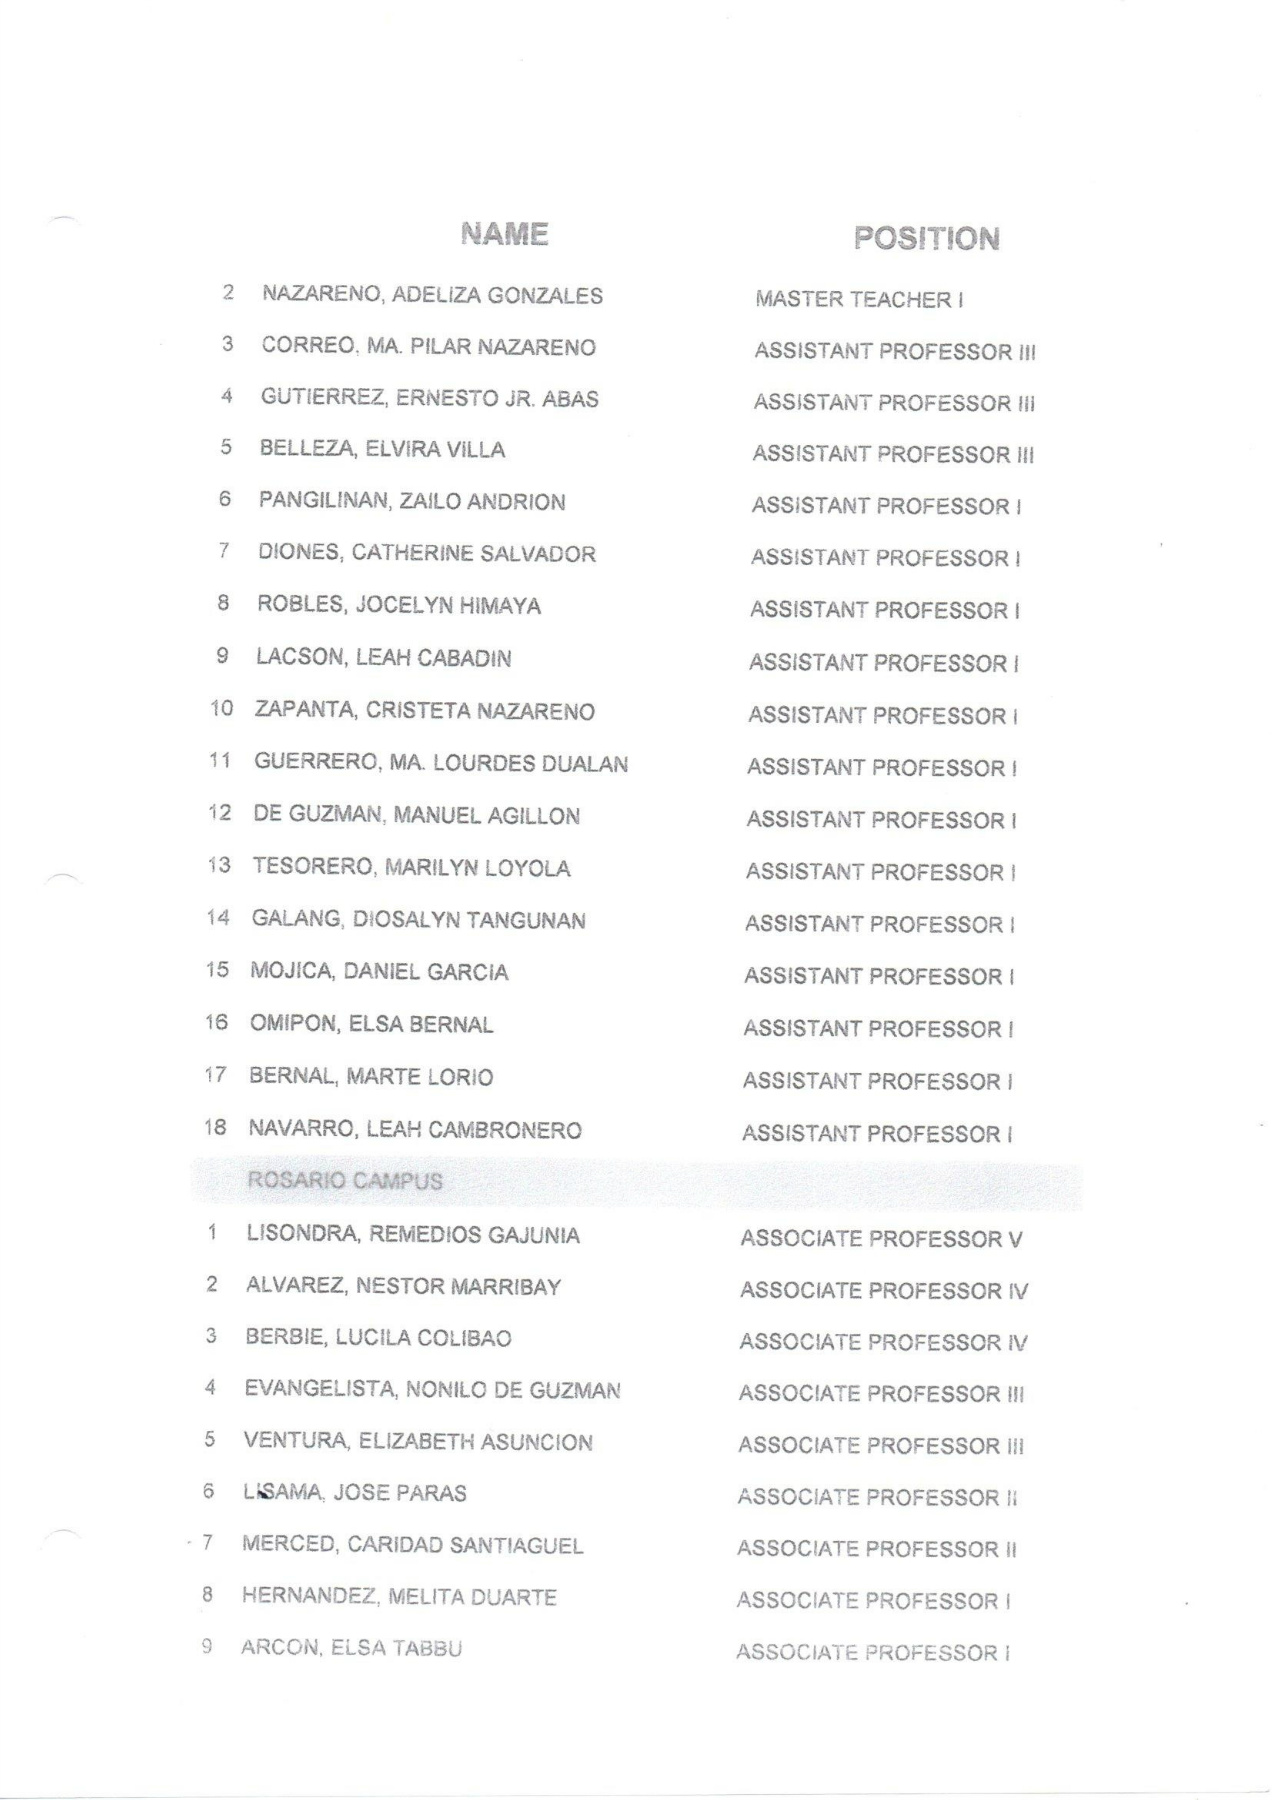 NAME POSITION
2 NAZARENO, ADELIZA GONZALES MASTER TEACHER I
3 CORREO, MA. PILAR NAZARENO ASSISTANT PROFESSOR III
4 GUTIERREZ, ERNESTO JR. ABAS ASSISTANT PROFESSOR III
5 BELLEZA, ELVIRA VILLA ASSISTANT PROFESSOR III
6 PANGILINAN, ZAILO ANDRION ASSISTANT PROFESSOR I
7 DIONES, CATHERINE SALVADOR ASSISTANT PROFESSOR I
8 ROBLES, JOCELYN HIMAYA ASSISTANT PROFESSOR I
9 LACSON, LEAH CABADIN ASSISTANT PROFESSOR I
10 ZAPANTA, CRISTETA NAZARENO ASSISTANT PROFESSOR I
11 GUERRERO, MA. LOURDES DUALAN ASSISTANT PROFESSOR I
12 DE GUZMAN, MANUEL AGILLON ASSISTANT PROFESSOR I
13 TESORERO, MARILYN LOYOLA ASSISTANT PROFESSOR I
14 GALANG, DIOSALYN TANGUNAN ASSISTANT PROFESSOR I
15 MOJICA, DANIEL GARCIA ASSISTANT PROFESSOR I
16 OMIPON, ELSA BERNAL ASSISTANT PROFESSOR I
17 BERNAL, MARTE LORIO ASSISTANT PROFESSOR I
18 NAVARRO, LEAH CAMBRONERO ASSISTANT PROFESSOR I
ROSARIO CAMPUS
1 LISONDRA, REMEDIOS GAJUNIA ASSOCIATE PROFESSOR V
2 ALVAREZ, NESTOR MARRIBAY ASSOCIATE PROFESSOR IV
3 BERBIE, LUCILA COLIBAO ASSOCIATE PROFESSOR IV
4 EVANGELISTA, NONILO DE GUZMAN ASSOCIATE PROFESSOR III
5 VENTURA, ELIZABETH ASUNCION ASSOCIATE PROFESSOR III
6 LISAMA, JOSE PARAS ASSOCIATE PROFESSOR II
7 MERCED, CARIDAD SANTIAGUEL ASSOCIATE PROFESSOR II
8 HERNANDEZ, MELITA DUARTE ASSOCIATE PROFESSOR I
9 ARCON, ELSA TABBU ASSOCIATE PROFESSOR I